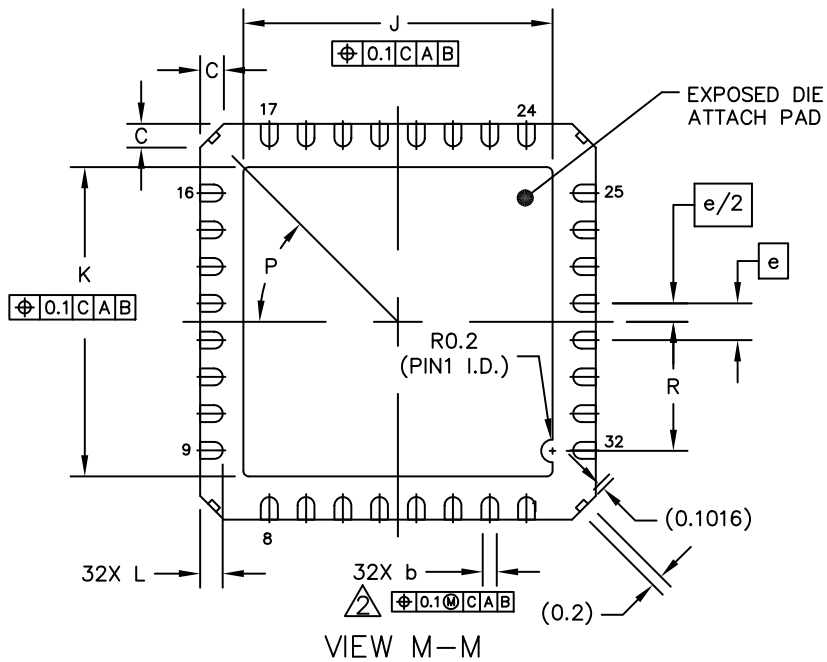 J
⌖ 0.1 C A B
C
17
24
EXPOSED DIE
ATTACH PAD
C
16
25
e/2
K
P
e
⌖ 0.1 C A B
R0.2
(PIN1 I.D.)
R
9
32
1
(0.1016)
8
32X L
32X b
2
⌖ 0.1Ⓜ C A B
(0.2)
VIEW M-M